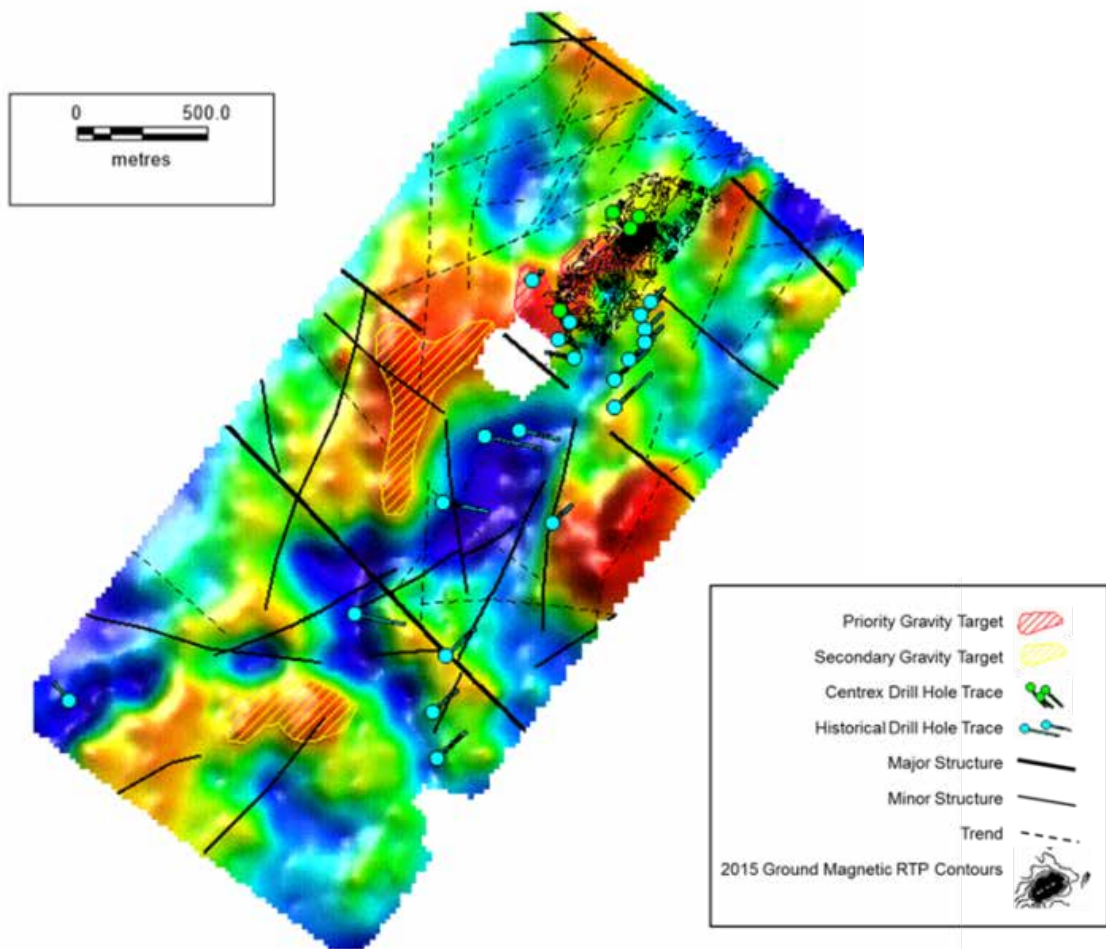 0 500.0
metres
Priority Gravity Target
Secondary Gravity Target
Centrex Drill Hole Trace
Historical Drill Hole Trace
Major Structure
Minor Structure
Trend
2015 Ground Magnetic RTP Contours